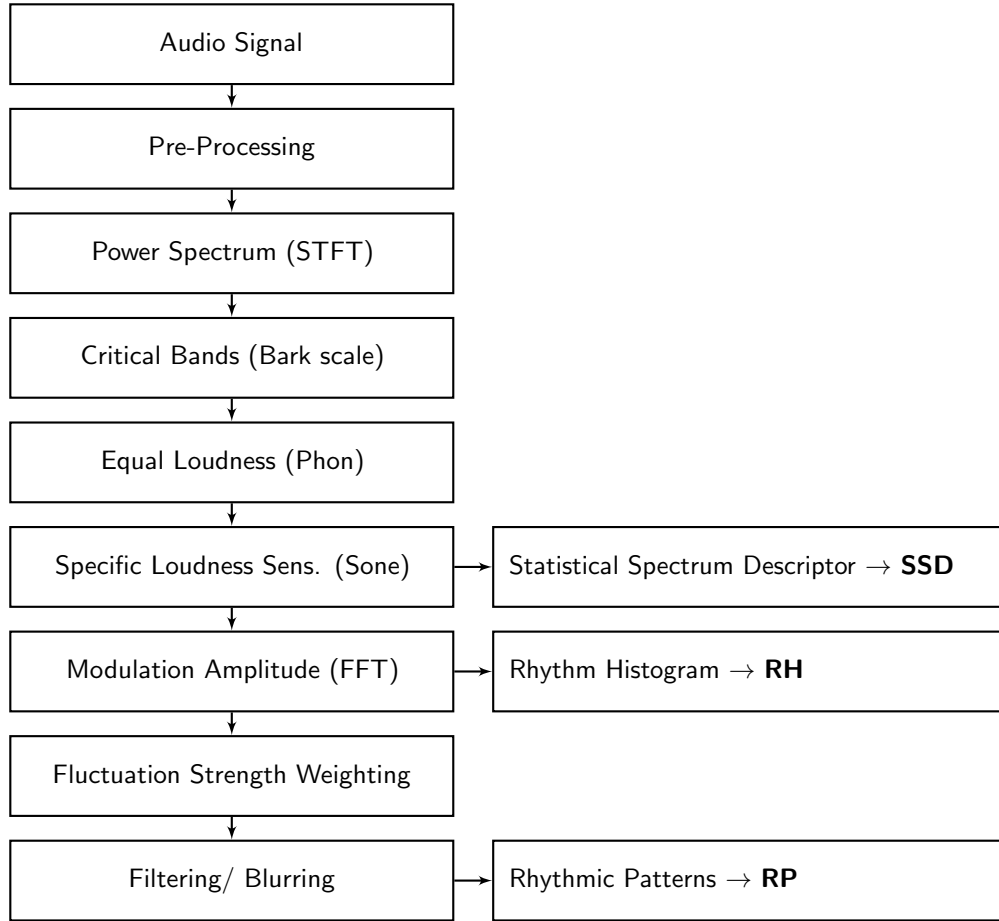 Audio Signal
Pre-Processing
Power Spectrum (STFT)
Critical Bands (Bark scale)
Equal Loudness (Phon)
Specific Loudness Sens. (Sone)
Statistical Spectrum Descriptor → SSD
Modulation Amplitude (FFT)
Rhythm Histogram → RH
Fluctuation Strength Weighting
Filtering/ Blurring
Rhythmic Patterns → RP